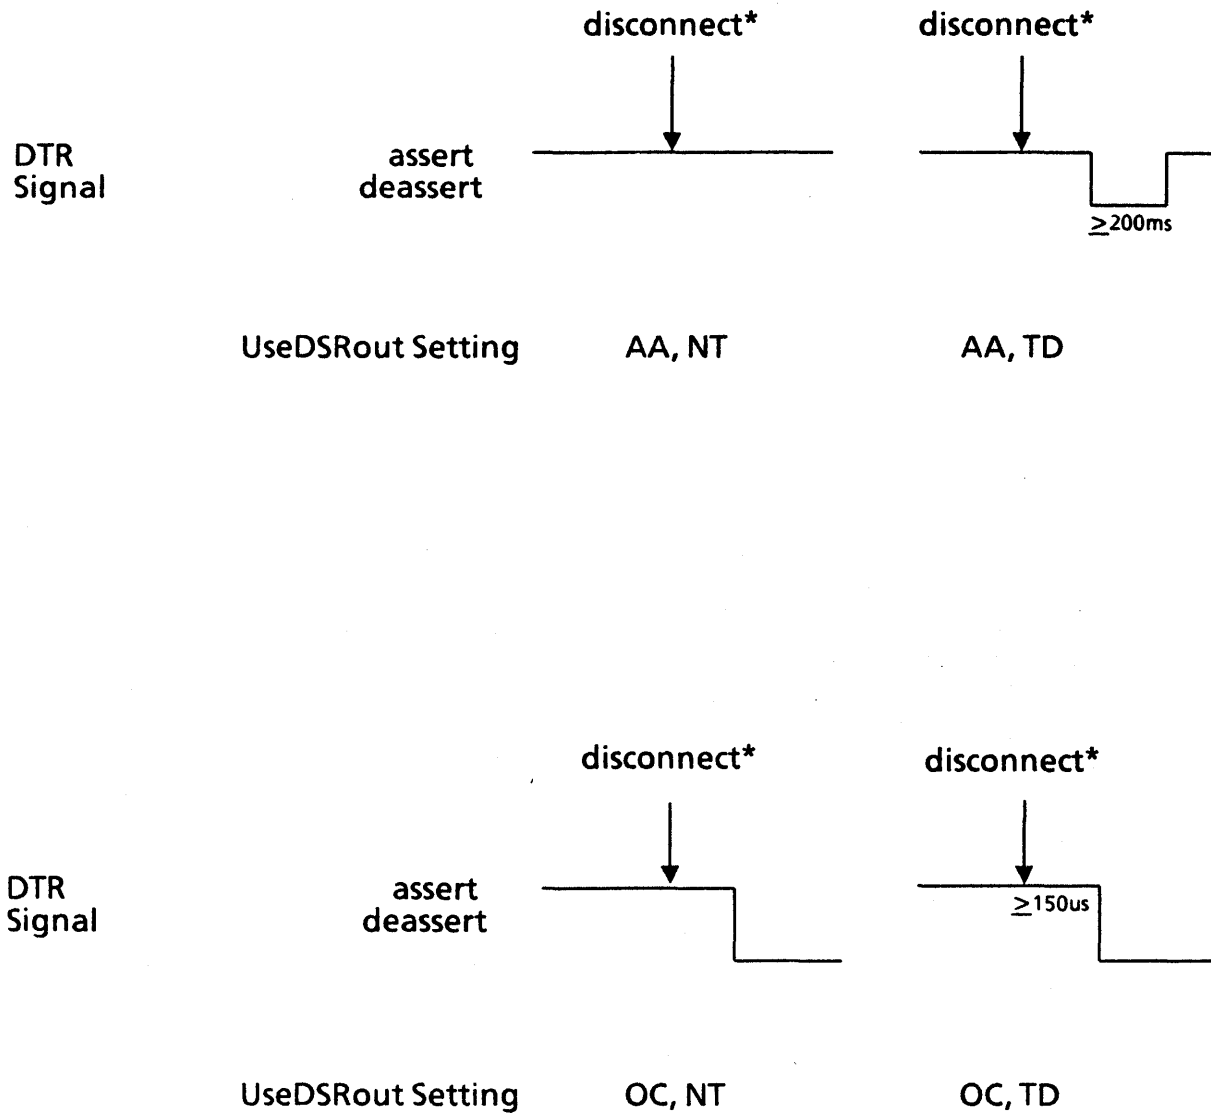 disconnect* disconnect*
DTR assert
Signal deassert
≥200ms
UseDSRout Setting AA, NT AA, TD
disconnect* disconnect*
DTR assert
≥150us
Signal deassert
UseDSRout Setting OC, NT OC, TD